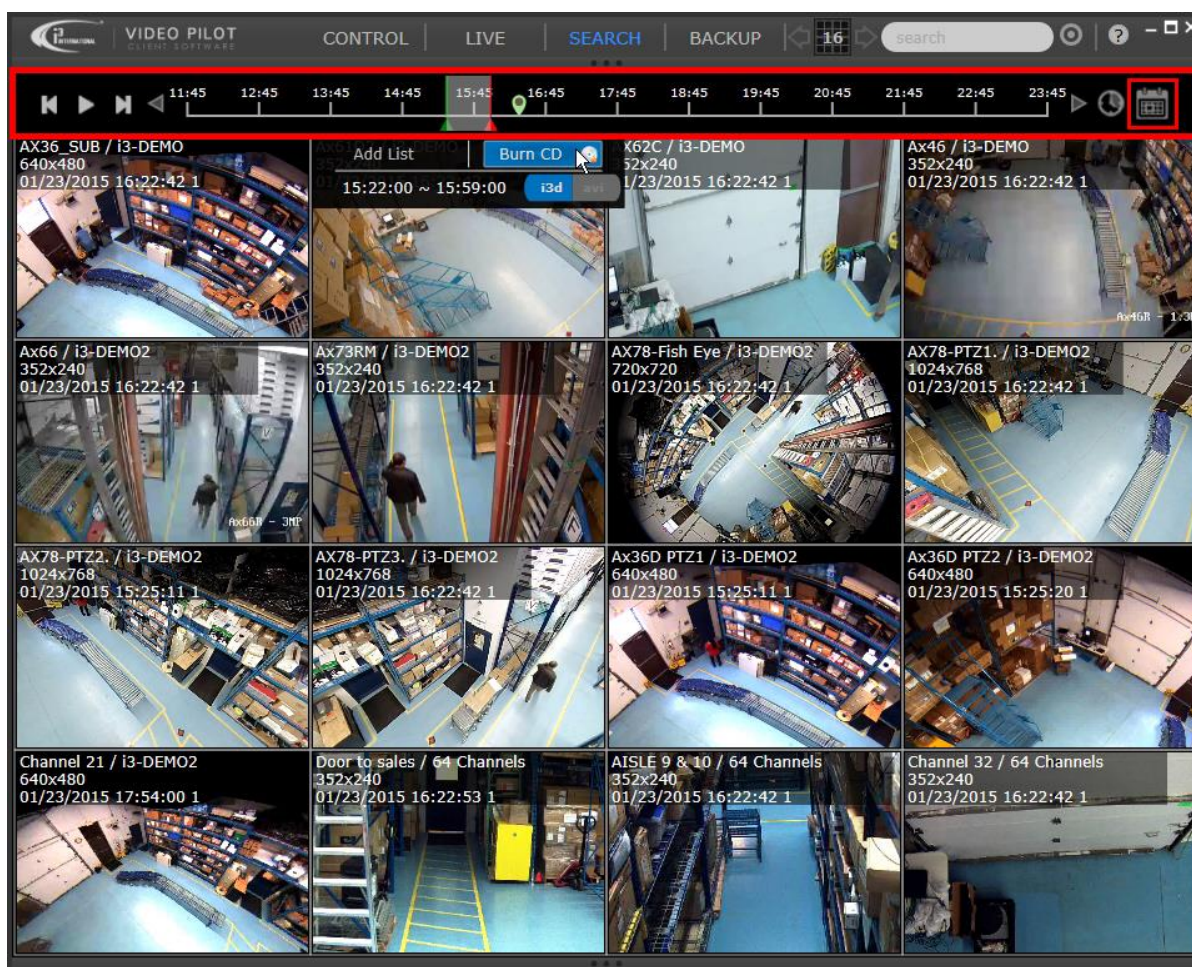 i3 INTERNATIONAL VIDEO PILOT CONTROL LIVE SEARCH BACKUP 16 search ?
CLIENT SOFTWARE
11:45 12:45 13:45 14:45 15:45 16:45 17:45 18:45 19:45 20:45 21:45 22:45 23:45
AX36_SUB / i3-DEMO
640x480
01/23/2015 16:22:42 1
Add List Burn CD
15:22:00 ~ 15:59:00 i3d avi
X62C / i3-DEMO
52x240
1/23/2015 16:22:42 1
Ax46 / i3-DEMO
352x240
01/23/2015 16:22:42 1
Ax46R - 1:3
Ax66 / i3-DEMO2
352x240
01/23/2015 16:22:42 1
Ax66R - 3MP
Ax73RM / i3-DEMO2
352x240
01/23/2015 16:22:42 1
AX78-Fish Eye / i3-DEMO2
720x720
01/23/2015 16:22:42 1
AX78-PTZ1. / i3-DEMO2
1024x768
01/23/2015 16:22:42 1
AX78-PTZ2. / i3-DEMO2
1024x768
01/23/2015 15:25:11 1
AX78-PTZ3. / i3-DEMO2
1024x768
01/23/2015 16:22:42 1
Ax36D PTZ1 / i3-DEMO2
640x480
01/23/2015 15:25:11 1
Ax36D PTZ2 / i3-DEMO2
640x480
01/23/2015 15:25:20 1
Channel 21 / i3-DEMO2
640x480
01/23/2015 17:54:00 1
Door to sales / 64 Channels
352x240
01/23/2015 16:22:53 1
AISLE 9 & 10 / 64 Channels
352x240
01/23/2015 16:22:42 1
Channel 32 / 64 Channels
352x240
01/23/2015 16:22:42 1